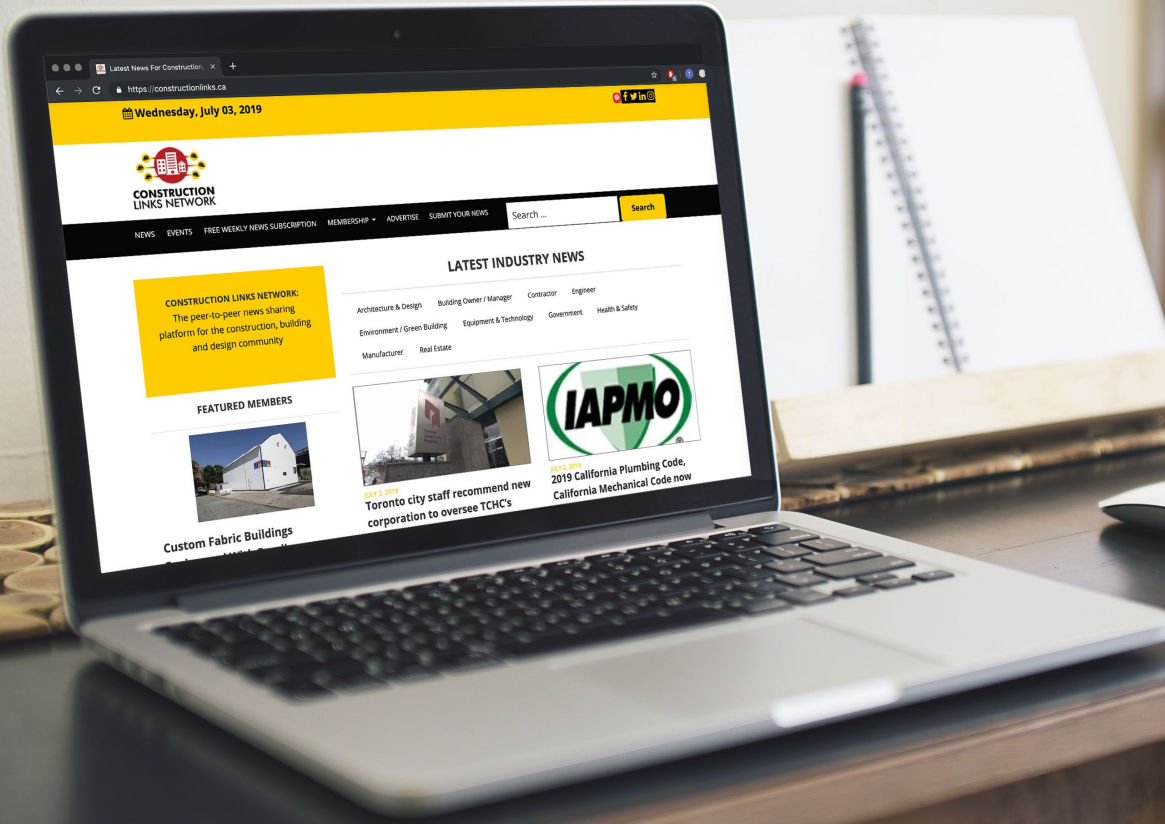 Latest News For Construction,
https://constructionlinks.ca
Wednesday, July 03, 2019
CONSTRUCTION
LINKS NETWORK
NEWS EVENTS FREE WEEKLY NEWS SUBSCRIPTION MEMBERSHIP ADVERTISE SUBMIT YOUR NEWS Search ... Search
CONSTRUCTION LINKS NETWORK:
The peer-to-peer news sharing
platform for the construction, building
and design community
FEATURED MEMBERS
Custom Fabric Buildings
LATEST INDUSTRY NEWS
Architecture & Design Building Owner / Manager Contractor Engineer
Environment / Green Building Equipment & Technology Government Health & Safety
Manufacturer Real Estate
JULY 2, 2019
Toronto city staff recommend new
corporation to oversee TCHC's
IAPMO
JULY 2, 2019
2019 California Plumbing Code,
California Mechanical Code now